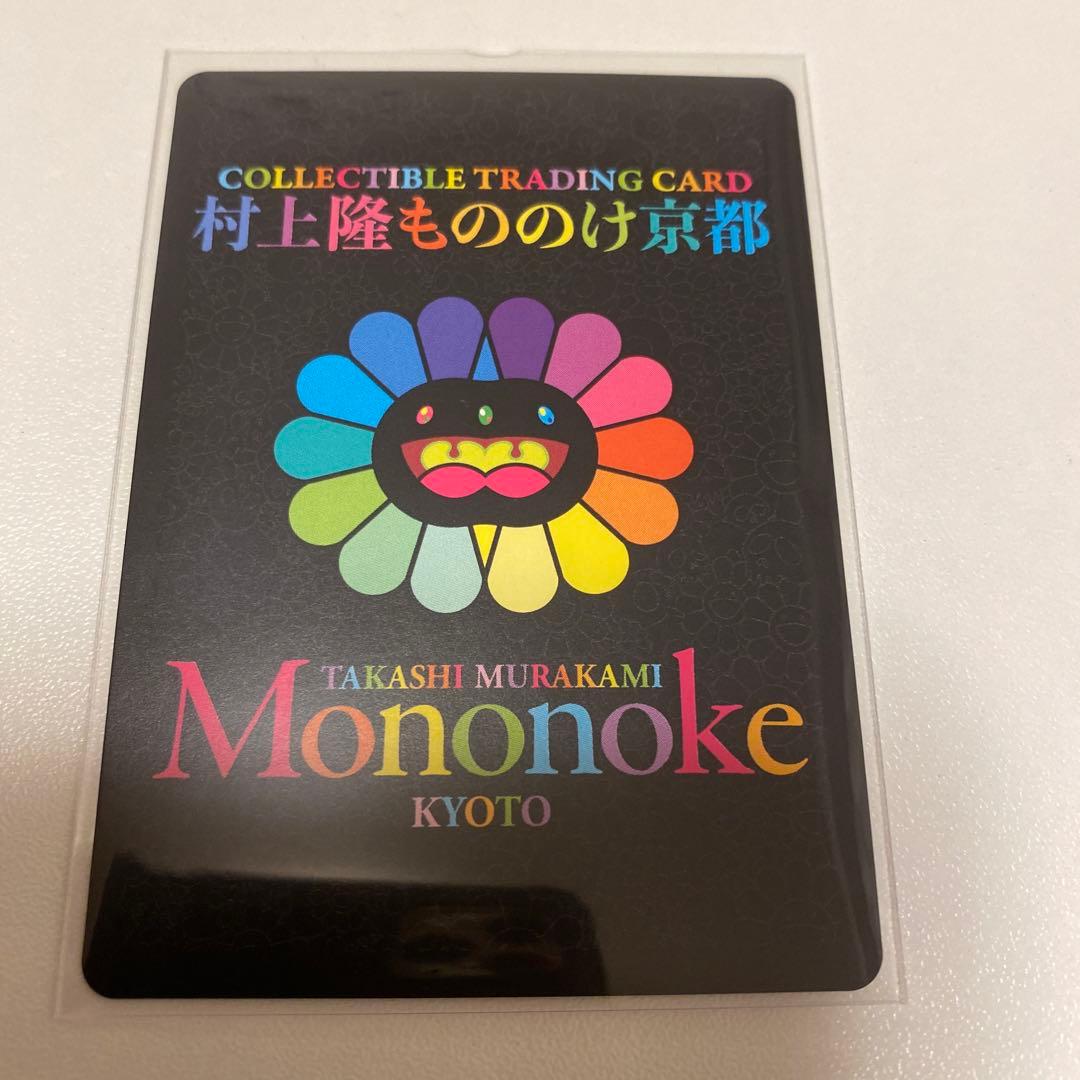 COLLECTIBLE TRADING CARD
村上隆もののけ京都
TAKASHI MURAKAMI
Mononoke
KYOTO